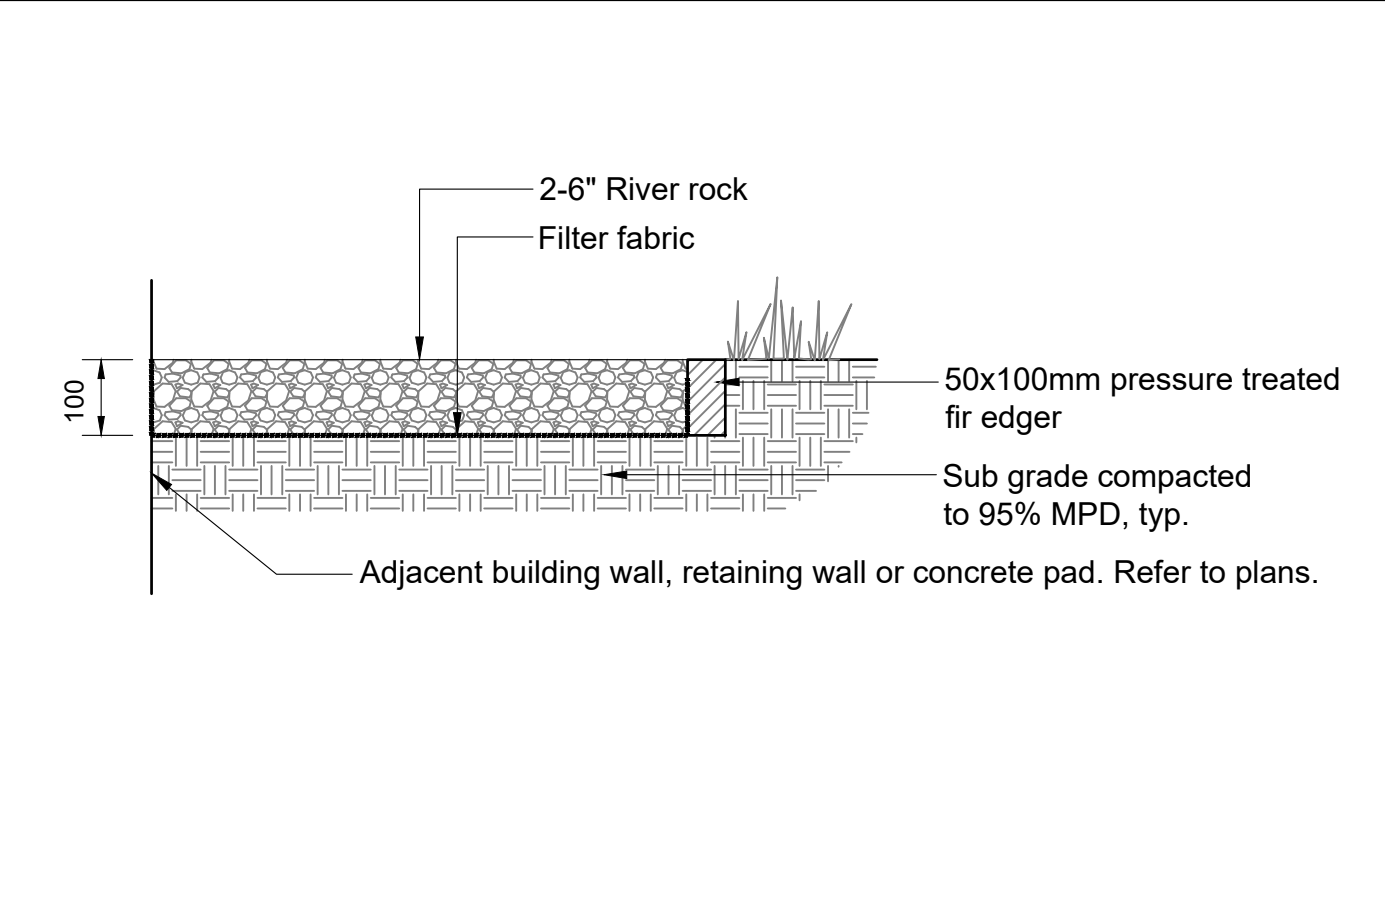 2-6" River rock
Filter fabric
100
50x100mm pressure treated
fir edger
Sub grade compacted
to 95% MPD, typ.
Adjacent building wall, retaining wall or concrete pad. Refer to plans.